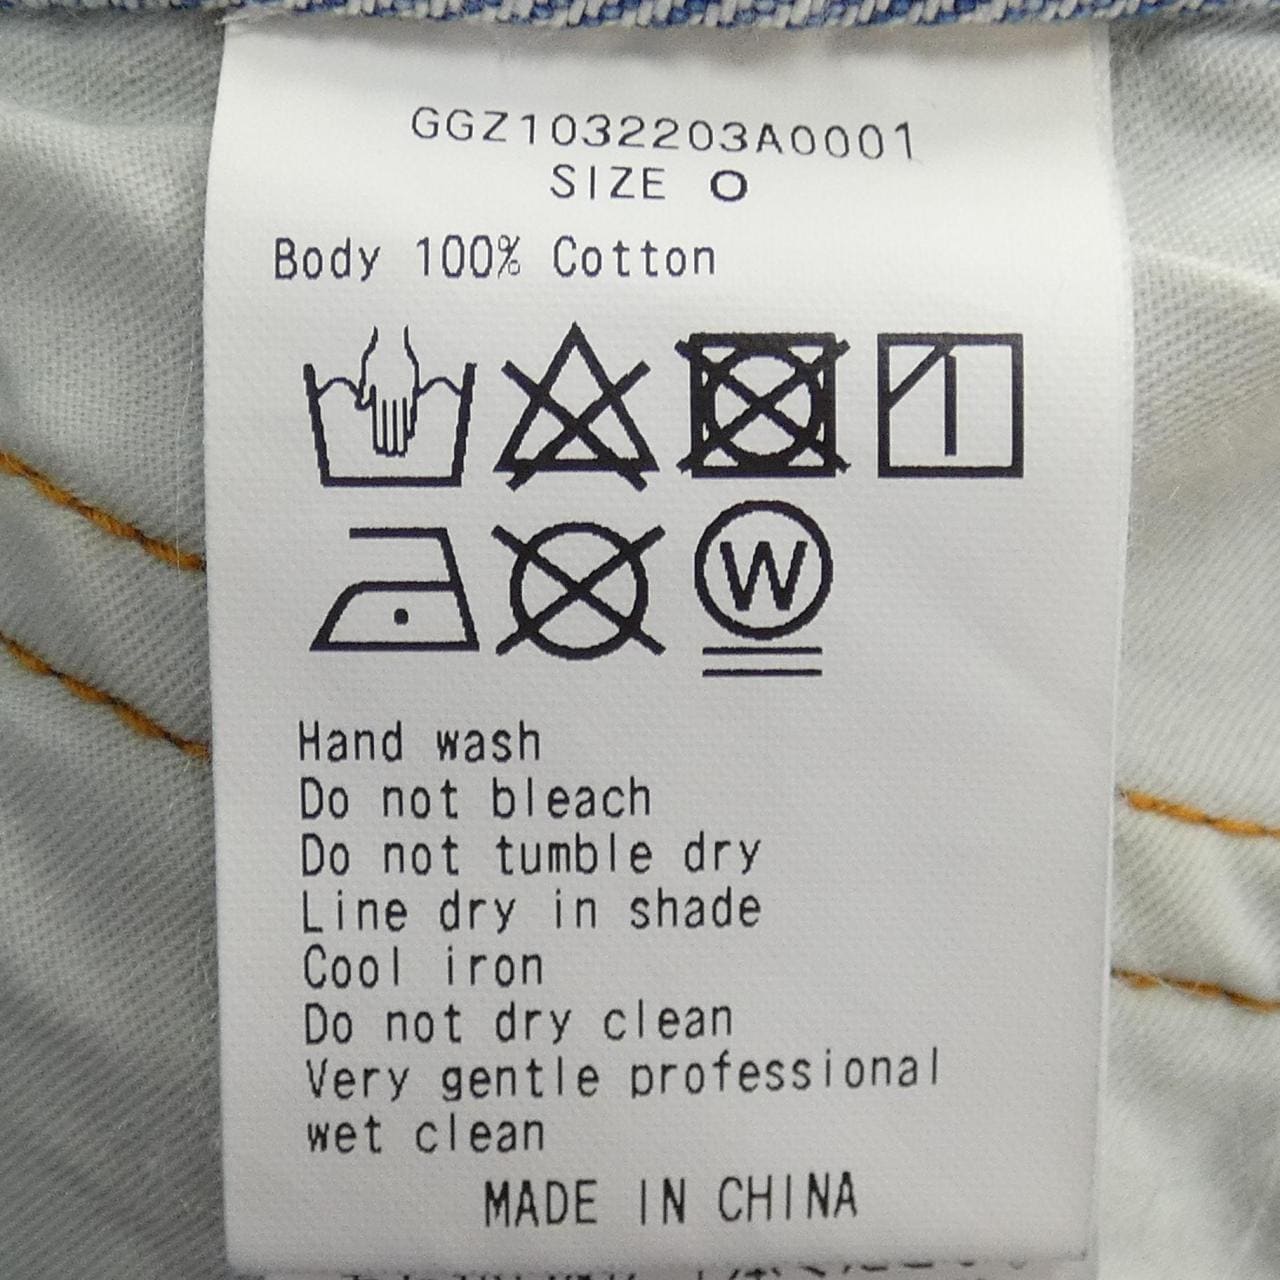 GGZ1032203A0001
SIZE O
Body 100% Cotton
W
Hand wash
Do not bleach
Do not tumble dry
Line dry in shade
Cool iron
Do not dry clean
Very gentle professional
wet clean
MADE IN CHINA